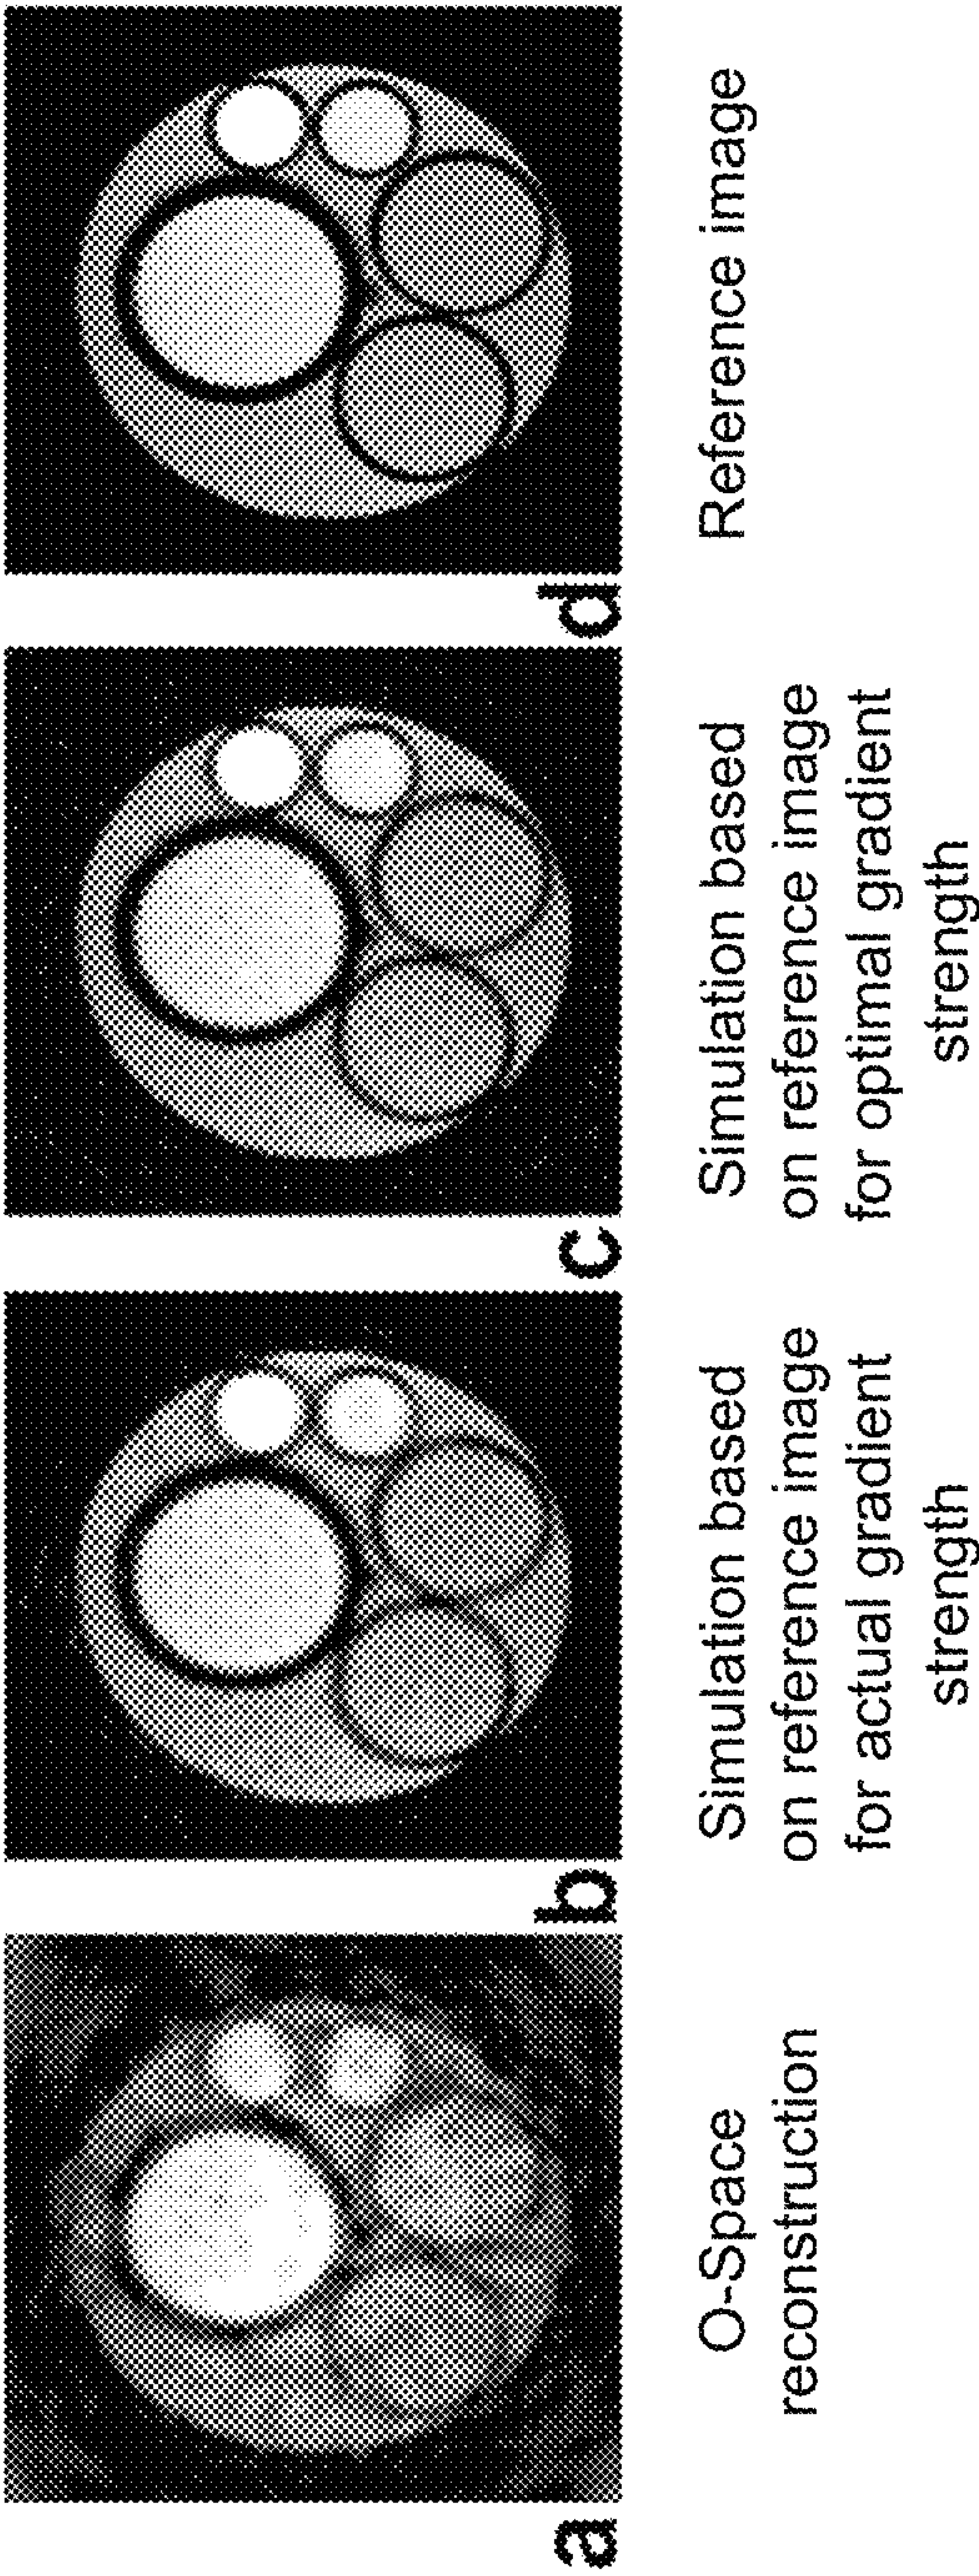 a
O-Space
reconstruction
b
Simulation based
on reference image
for actual gradient
strength
c
Simulation based
on reference image
for optimal gradient
strength
d
Reference image